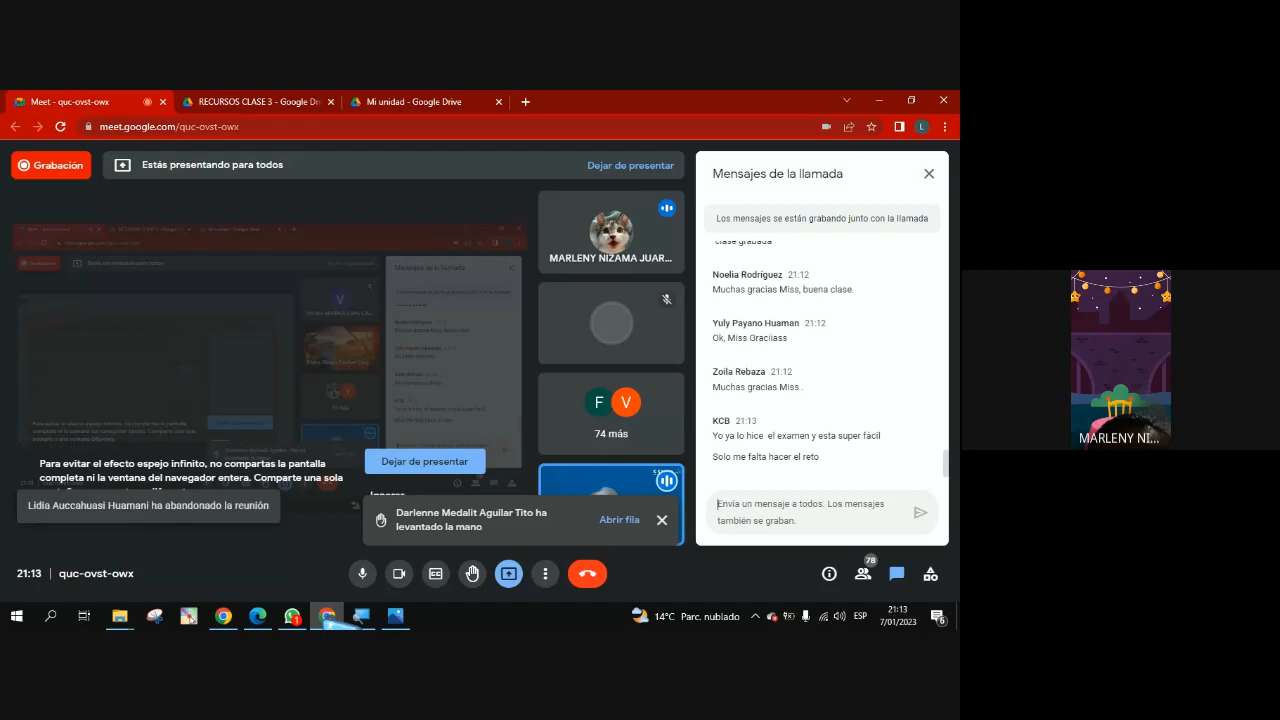 Meet - quc-ovst-owx
RECURSOS CLASE 3 - Google Dri
Mi unidad - Google Drive
meet.google.com/quc-ovst-owx
L
Grabación
Estás presentando para todos
Dejar de presentar
MARLENY NIZAMA JUAR...
F V
74 más
Dejar de presentar
Para evitar el efecto espejo infinito, no compartas la pantalla
completa ni la ventana del navegador entera. Comparte una sola
Lidia Auccahuasi Huamani ha abandonado la reunión
Darlenne Medalit Aguilar Tito ha
levantado la mano
Abrir fila
Mensajes de la llamada
Los mensajes se están grabando junto con la llamada
clase grabada
Noelia Rodríguez 21:12
Muchas gracias Miss, buena clase.
Yuly Payano Huaman 21:12
Ok, Miss Graciiass
Zoila Rebaza 21:12
Muchas gracias Miss .
KCB 21:13
Yo ya lo hice el examen y esta super fácil
Solo me falta hacer el reto
Envía un mensaje a todos. Los mensajes
también se graban.
21:13 | quc-ovst-owx
78
14°C Parc. nublado
ESP
21:13
7/01/2023
6
MARLENY NI...